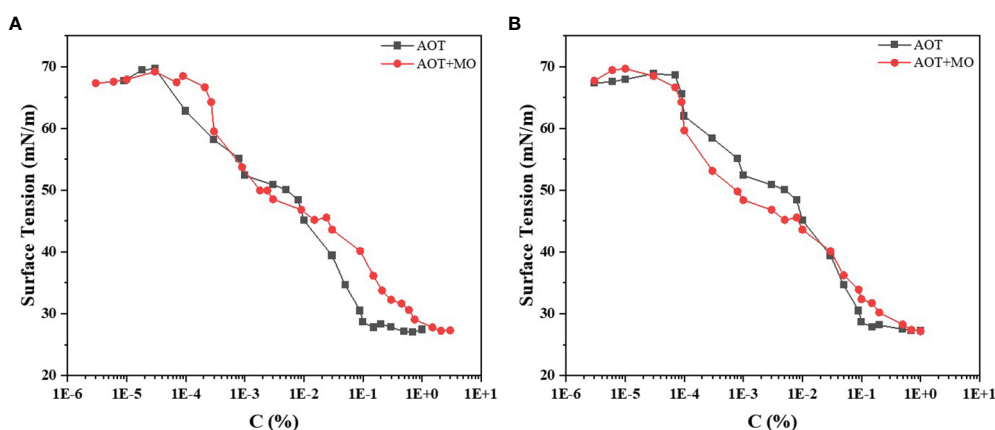 A
AOT
AOT+MO
70
60
50
40
30
20
Surface Tension (mN/m)
1E-6 1E-5 1E-4 1E-3 1E-2 1E-1 1E+0 1E+1
C (%)
B
AOT
AOT+MO
70
60
50
40
30
20
Surface Tension (mN/m)
1E-6 1E-5 1E-4 1E-3 1E-2 1E-1 1E+0 1E+1
C (%)